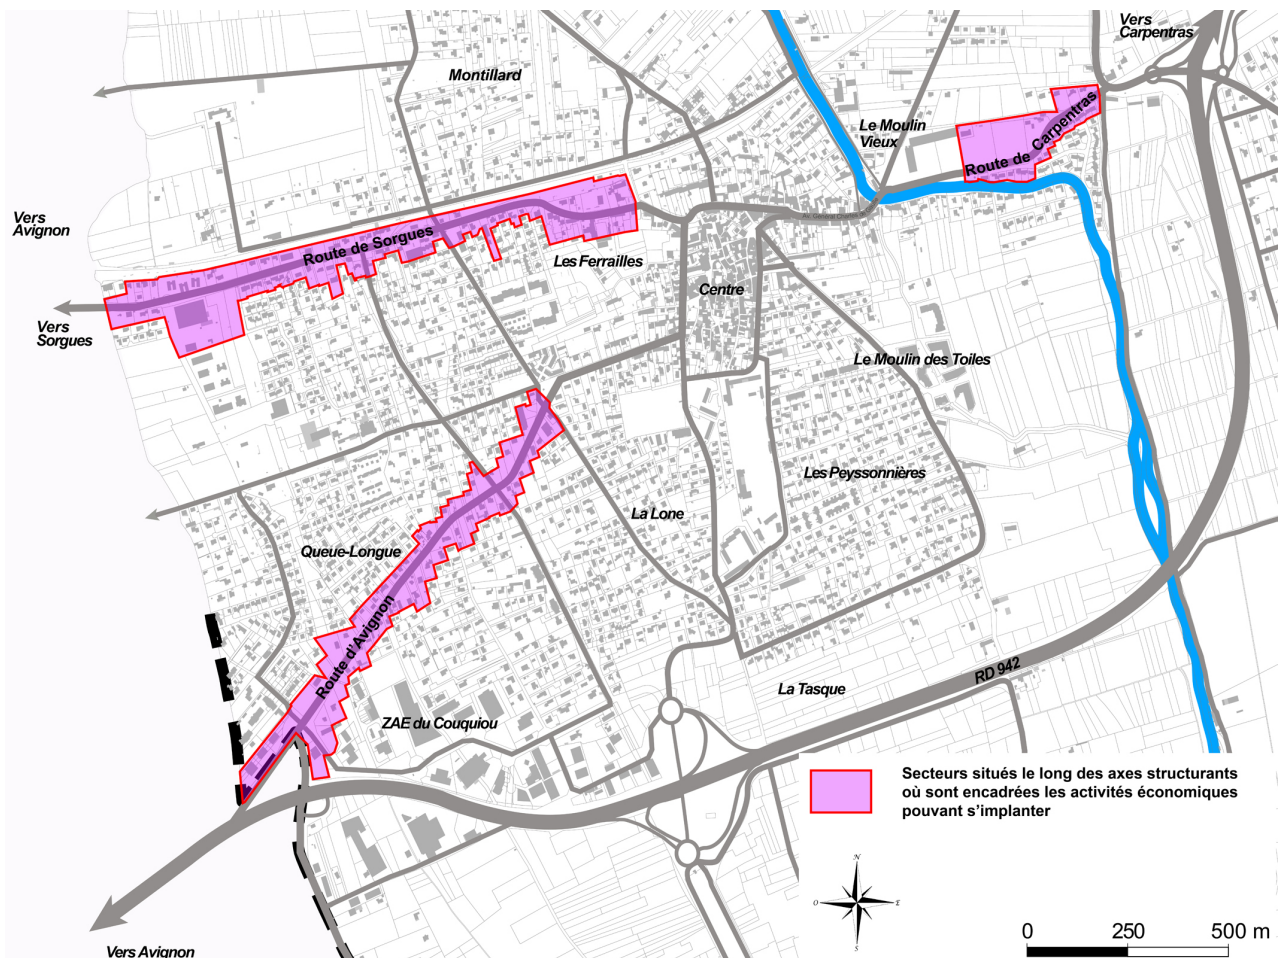 Vers
Carpentras
Montillard
Le Moulin
Vieux
Route de Carpentras
Vers
Avignon
Route de Sorgues
Les Ferrailles
Centre
Vers
Sorgues
Le Moulin des Toiles
Les Peyssonnières
La Lone
Queue-Longue
Route d'Avignon
RD 942
La Tasque
ZAE du Couquiou
Secteurs situés le long des axes structurants
où sont encadrées les activités économiques
pouvant s'implanter
N
O
E
S
0 250 500 m
Vers Avignon